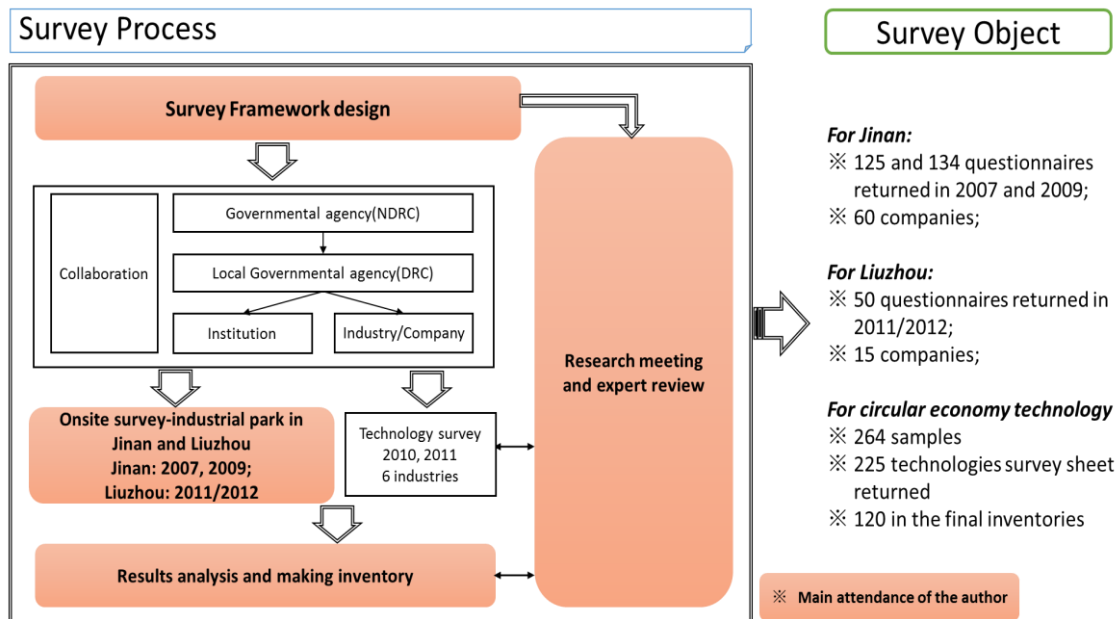 Survey Process
Survey Object
Survey Framework design
Collaboration
Governmental agency(NDRC)
Local Governmental agency(DRC)
Institution
Industry/Company
Onsite survey-industrial park in
Jinan and Liuzhou
Jinan: 2007, 2009;
Liuzhou: 2011/2012
Technology survey
2010, 2011
6 industries
Results analysis and making inventory
Research meeting
and expert review
For Jinan:
※ 125 and 134 questionnaires
returned in 2007 and 2009;
※ 60 companies;
For Liuzhou:
※ 50 questionnaires returned in
2011/2012;
※ 15 companies;
For circular economy technology
※ 264 samples
※ 225 technologies survey sheet
returned
※ 120 in the final inventories
※ Main attendance of the author